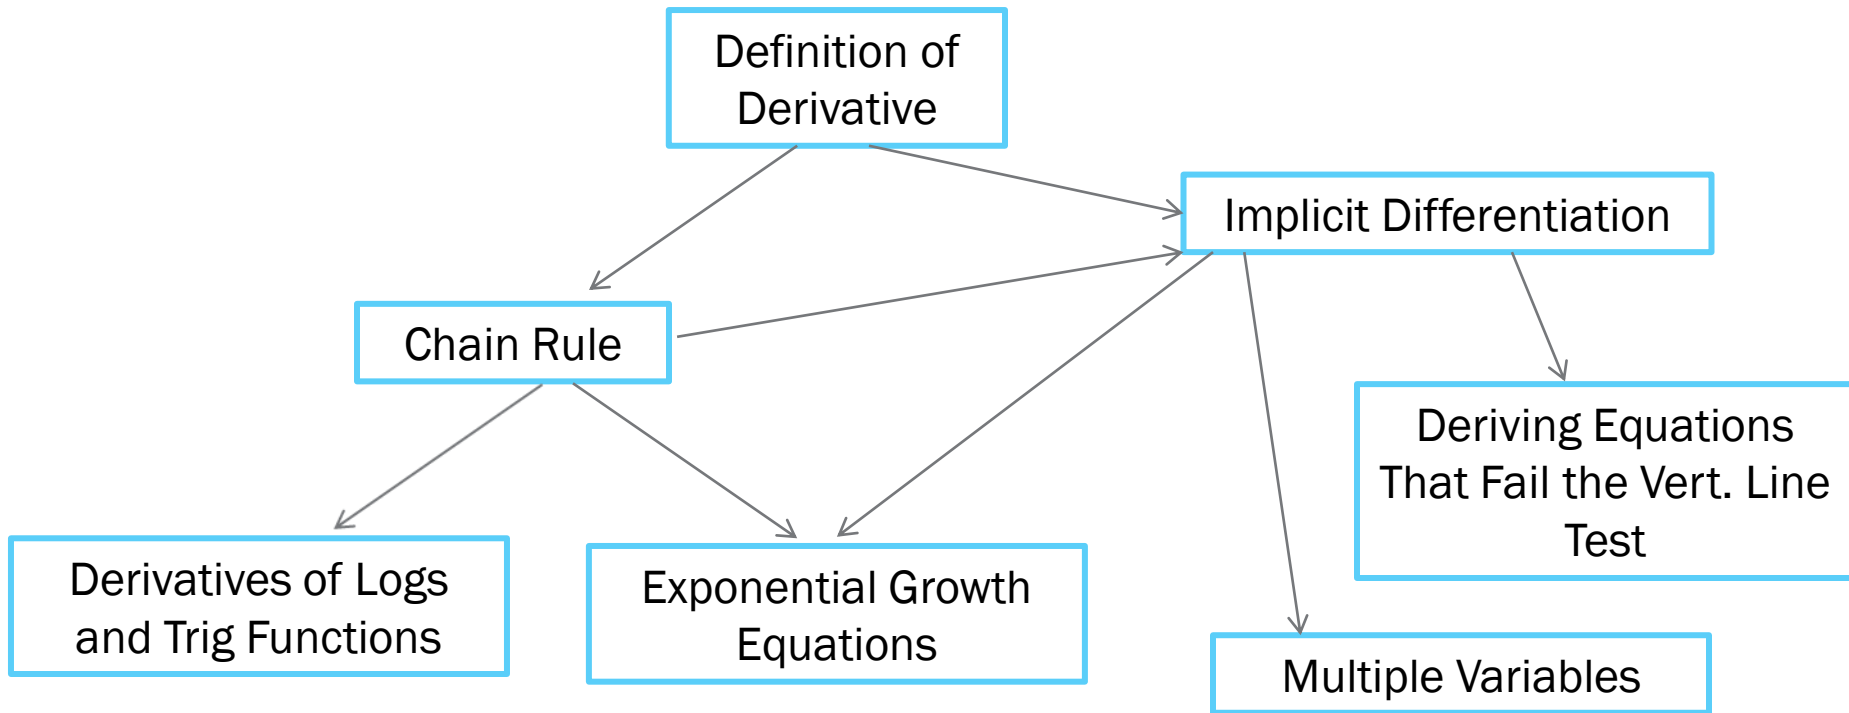 Definition of
Derivative
Implicit Differentiation
Chain Rule
Deriving Equations
That Fail the Vert. Line
Test
Derivatives of Logs
and Trig Functions
Exponential Growth
Equations
Multiple Variables